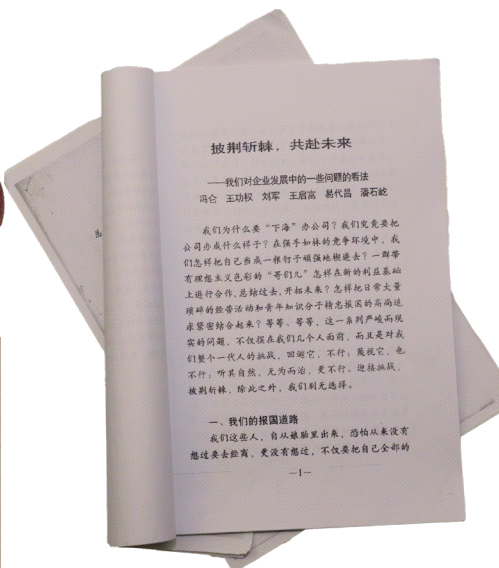 披荆斩棘，共赴未来
——我们对企业发展中的一些问题的看法
冯仑 王功权 刘军 王启富 易代昌 潘石屹
我们为什么要“下海”办公司？我们究竟要把
公司办成什么样子？在强手如林的竞争环境中，我
们怎样把自己当成一根钉子顽强地楔进去？一群带
有理想主义色彩的“哥们儿”怎样在新的利益基础
上进行合作，总结过去，开拓未来？怎样把日常大量
琐碎的经营活动和青年知识分子精忠报国的高尚追
求紧密结合起来？等等、等等，这一系列严峻而现
实的问题，不仅摆在我们几个人面前，而且是对我
们整个一代人的挑战，回避它，不行；蔑视它，也
不行；听其自然，无为而治，更不行。迎接挑战，
披荆斩棘，除此之外，我们别无选择。
一、我们的报国道路
我们这些人，自从娘胎里出来，恐怕从来没有
想过要去经商，更没有想过，不仅要把自己全部的
—1—